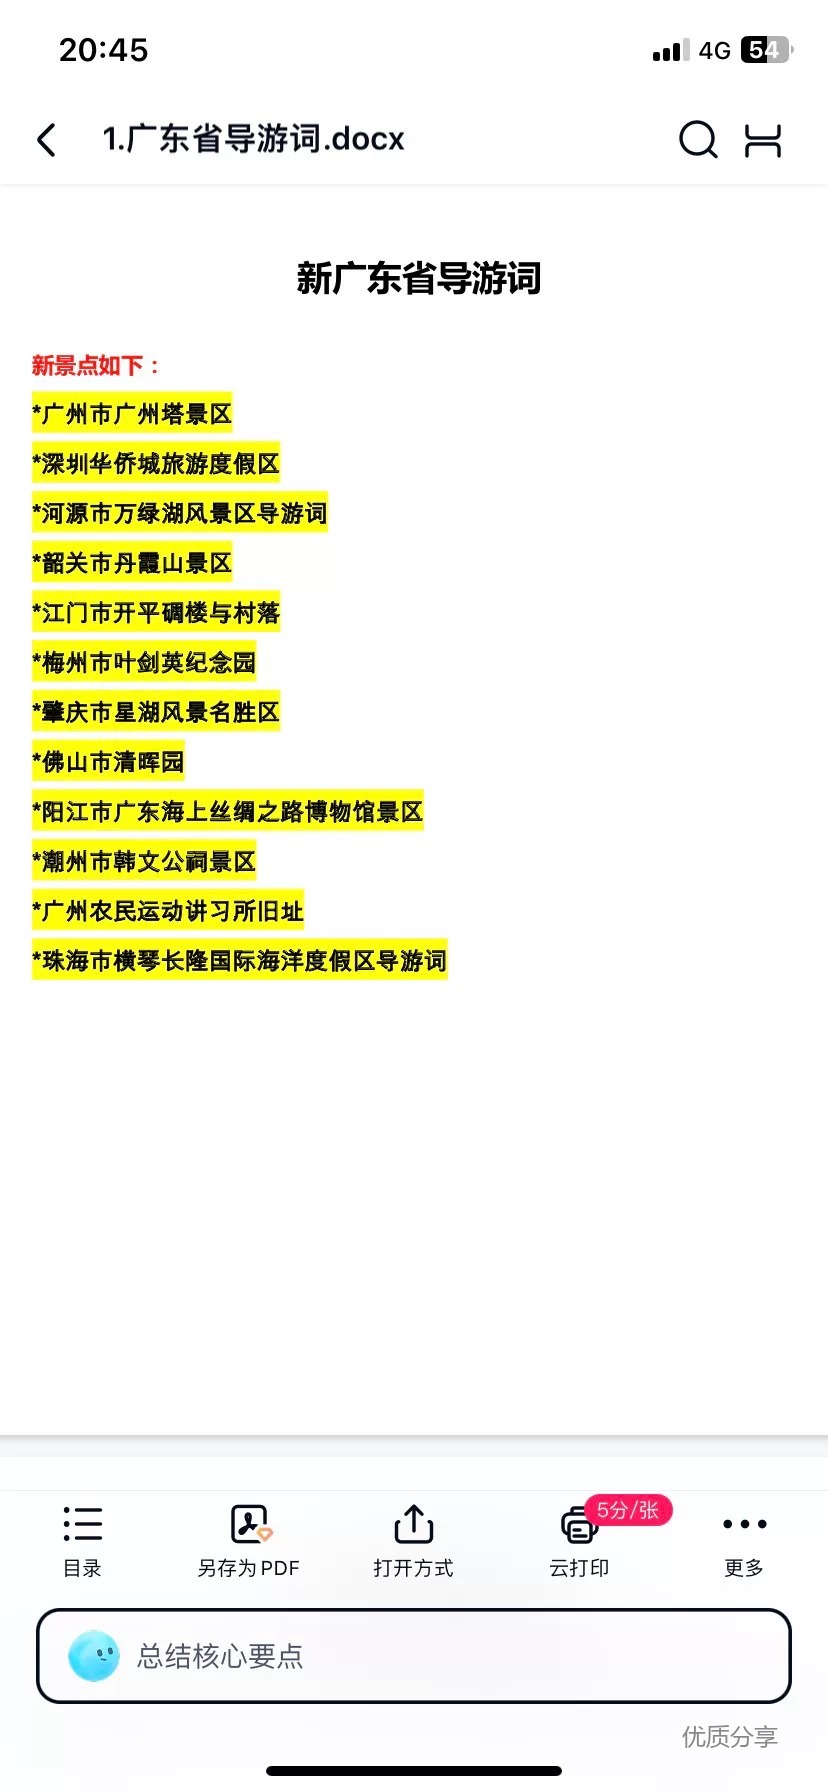 20:45
4G 54
1.广东省导游词.docx
新广东省导游词
新景点如下：
*广州市广州塔景区
*深圳华侨城旅游度假区
*河源市万绿湖风景区导游词
*韶关市丹霞山景区
*江门市开平碉楼与村落
*梅州市叶剑英纪念园
*肇庆市星湖风景名胜区
*佛山市清晖园
*阳江市广东海上丝绸之路博物馆景区
*潮州市韩文公祠景区
*广州农民运动讲习所旧址
*珠海市横琴长隆国际海洋度假区导游词
5分/张
目录 另存为PDF 打开方式 云打印 更多
总结核心要点
优质分享